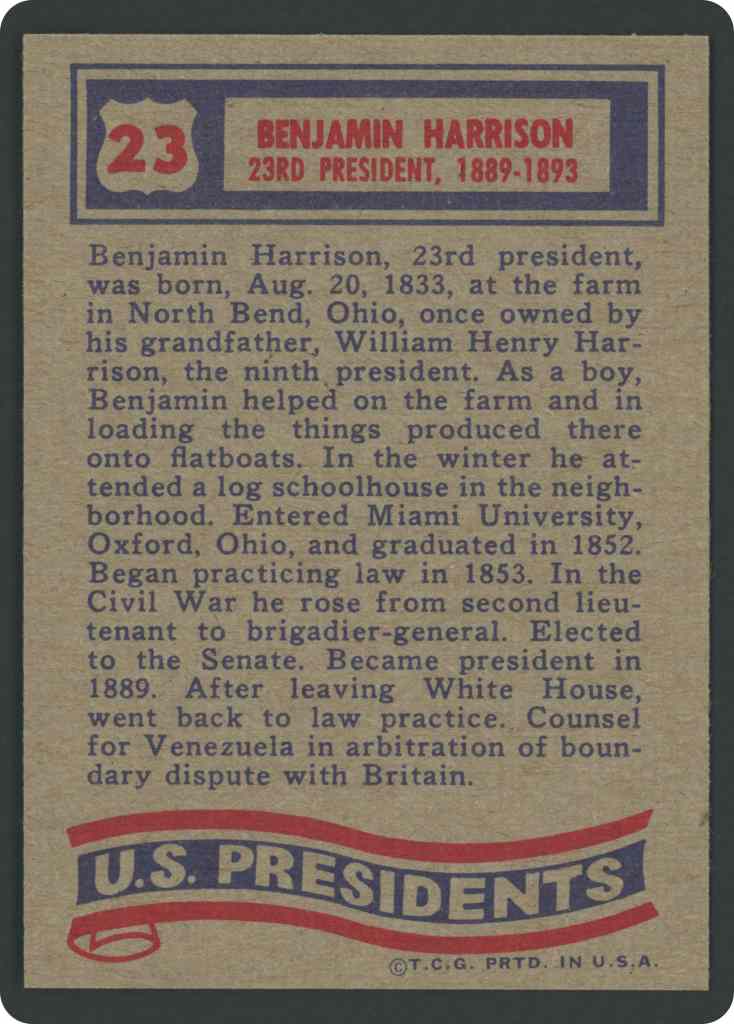 23
BENJAMIN HARRISON
23RD PRESIDENT, 1889-1893
Benjamin Harrison, 23rd president,
was born, Aug. 20, 1833, at the farm
in North Bend, Ohio, once owned by
his grandfather, William Henry Har-
rison, the ninth president. As a boy,
Benjamin helped on the farm and in
loading the things produced there
onto flatboats. In the winter he at-
tended a log schoolhouse in the neigh-
borhood. Entered Miami University,
Oxford, Ohio, and graduated in 1852.
Began practicing law in 1853. In the
Civil War he rose from second lieu-
tenant to brigadier-general. Elected
to the Senate. Became president in
1889. After leaving White House,
went back to law practice. Counsel
for Venezuela in arbitration of boun-
dary dispute with Britain.
U.S. PRESIDENTS
©T.C.G. PRTD. IN U.S.A.